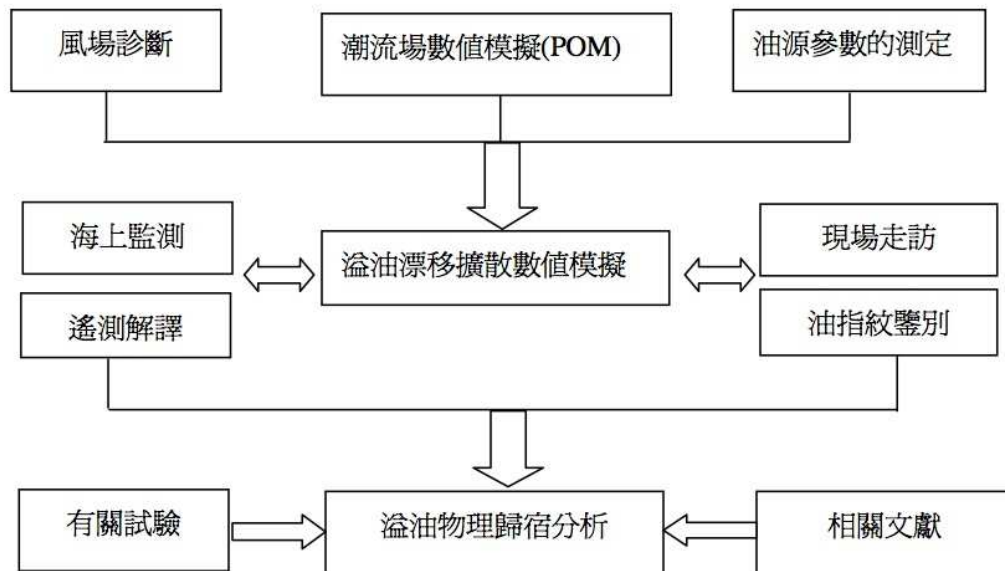 風場診斷
潮流場數值模擬(POM)
油源參數的測定
海上監測
溢油漂移擴散數值模擬
現場走訪
遙測解譯
油指紋鑒別
有關試驗
溢油物理歸宿分析
相關文獻